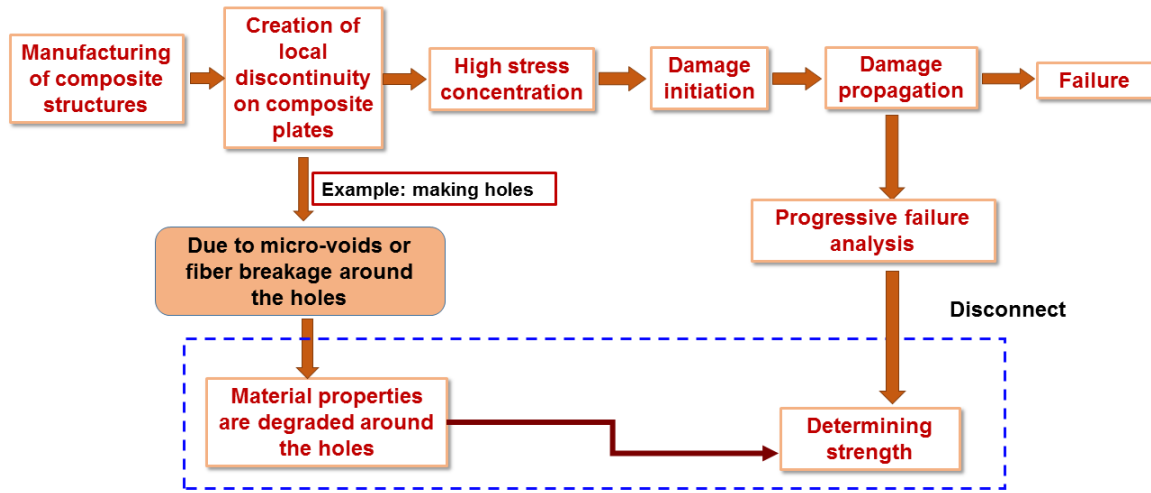 Manufacturing
of composite
structures
Creation of
local
discontinuity
on composite
plates
High stress
concentration
Damage
initiation
Damage
propagation
Failure
Example: making holes
Due to micro-voids or
fiber breakage around
the holes
Progressive failure
analysis
Disconnect
Material properties
are degraded around
the holes
Determining
strength